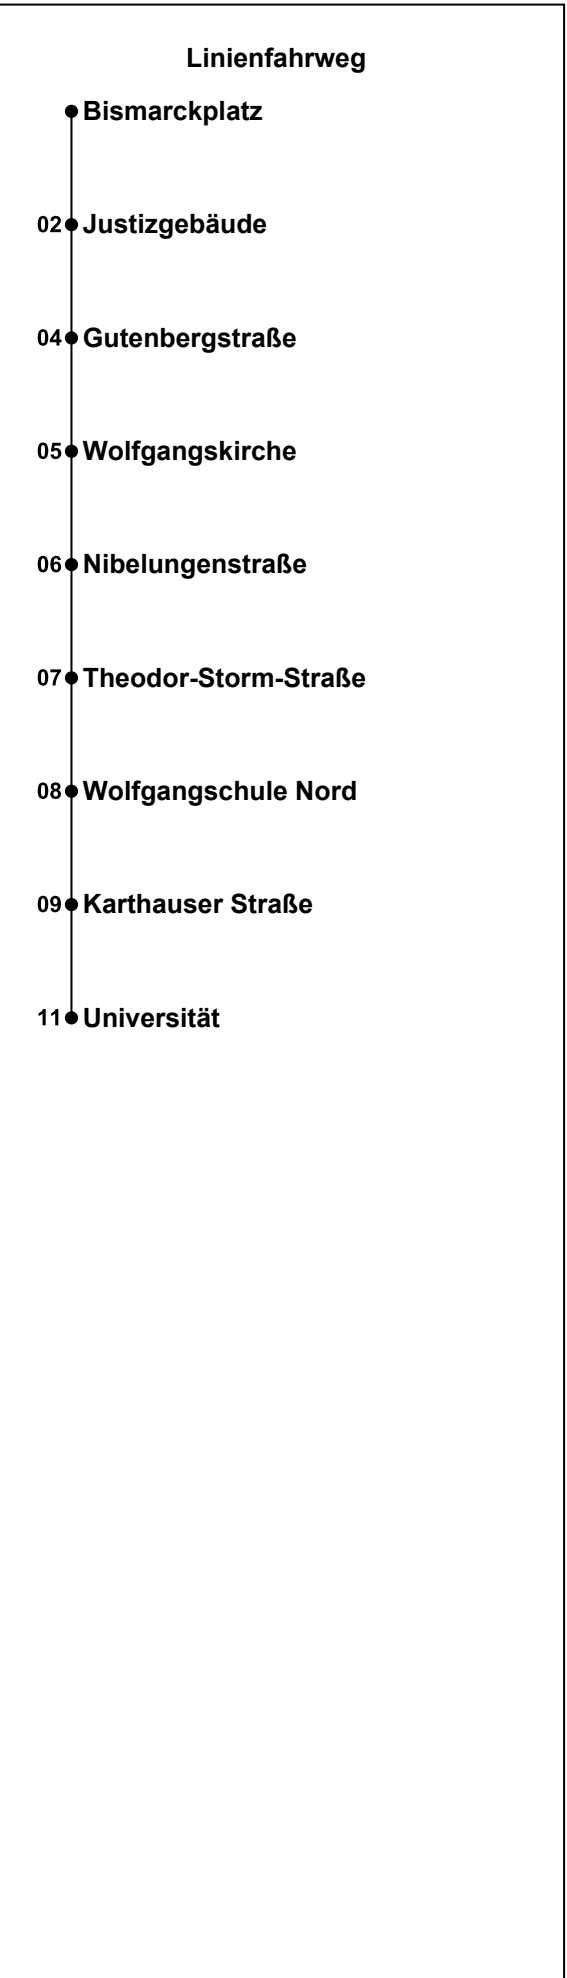 Linienfahrweg
Bismarckplatz
02 Justizgebäude
04 Gutenbergstraße
05 Wolfgangskirche
06 Nibelungenstraße
07 Theodor-Storm-Straße
08 Wolfgangschule Nord
09 Karthauser Straße
11 Universität